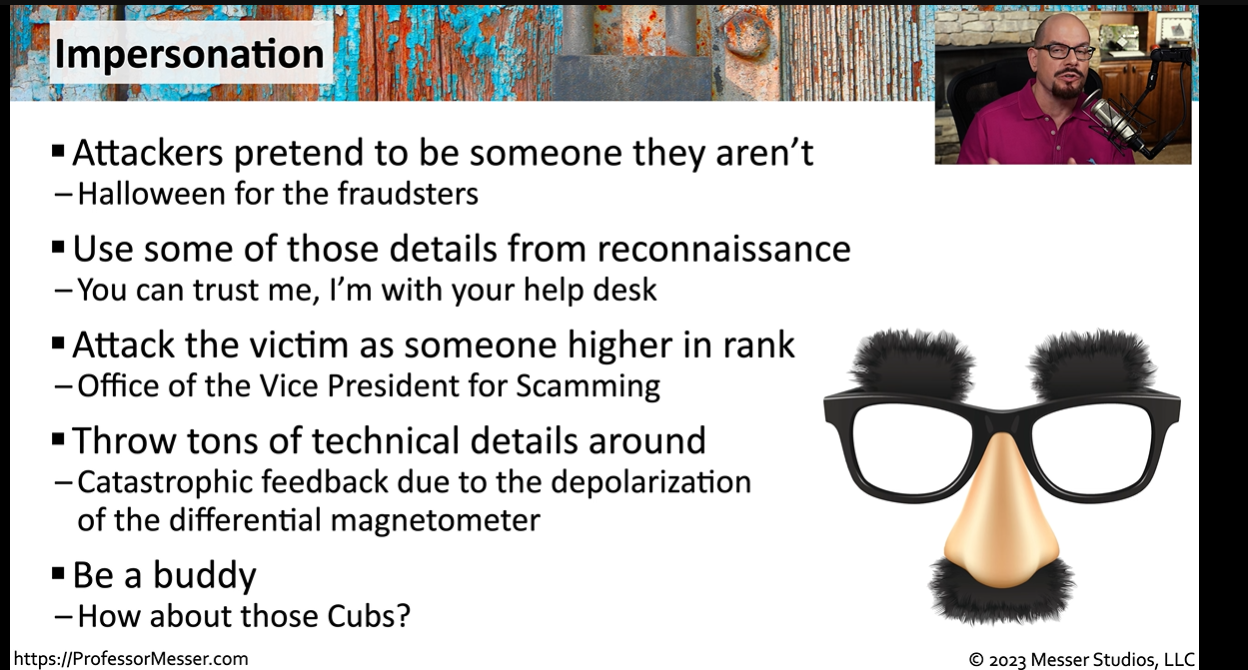 Impersonation
▪ Attackers pretend to be someone they aren’t
– Halloween for the fraudsters
▪ Use some of those details from reconnaissance
– You can trust me, I’m with your help desk
▪ Attack the victim as someone higher in rank
– Office of the Vice President for Scamming
▪ Throw tons of technical details around
– Catastrophic feedback due to the depolarization
of the differential magnetometer
▪ Be a buddy
– How about those Cubs?
https://ProfessorMesser.com
© 2023 Messer Studios, LLC